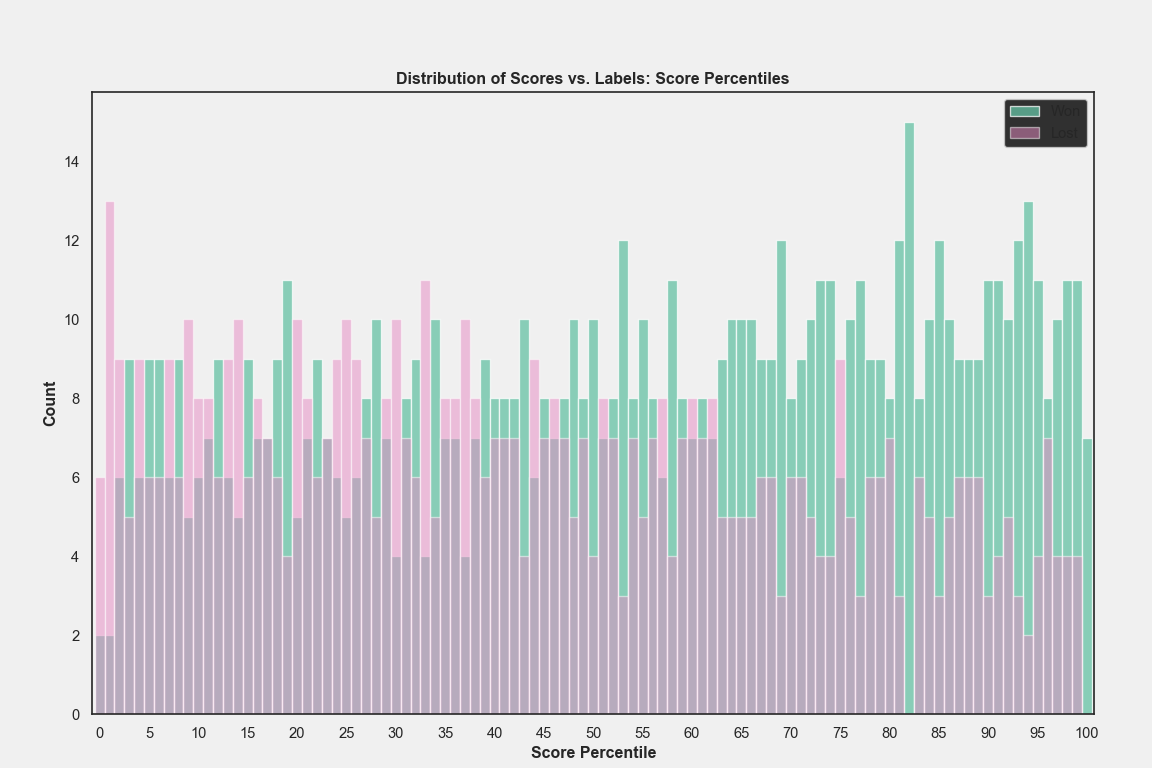 Distribution of Scores vs. Labels: Score Percentiles
Won
Lost
14
12
10
8
6
4
2
0
Count
0 5 10 15 20 25 30 35 40 45 50 55 60 65 70 75 80 85 90 95 100
Score Percentile